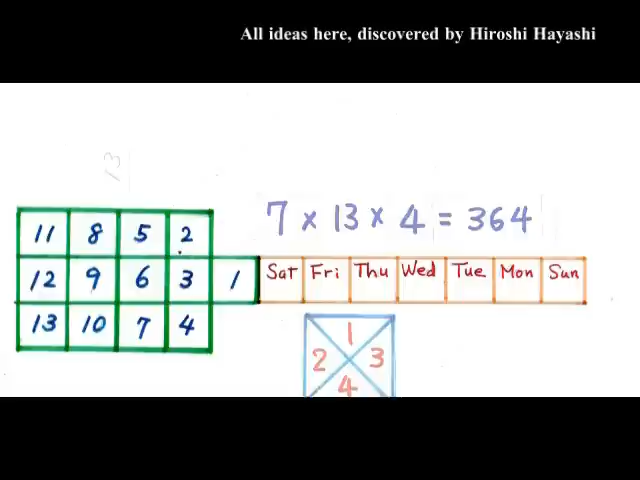 All ideas here, discovered by Hiroshi Hayashi
13
7 × 13 × 4 = 364
11 8 5 2
12 9 6 3 1 Sat Fri Thu Wed Tue Mon Sun
13 10 7 4
1
2 3
4